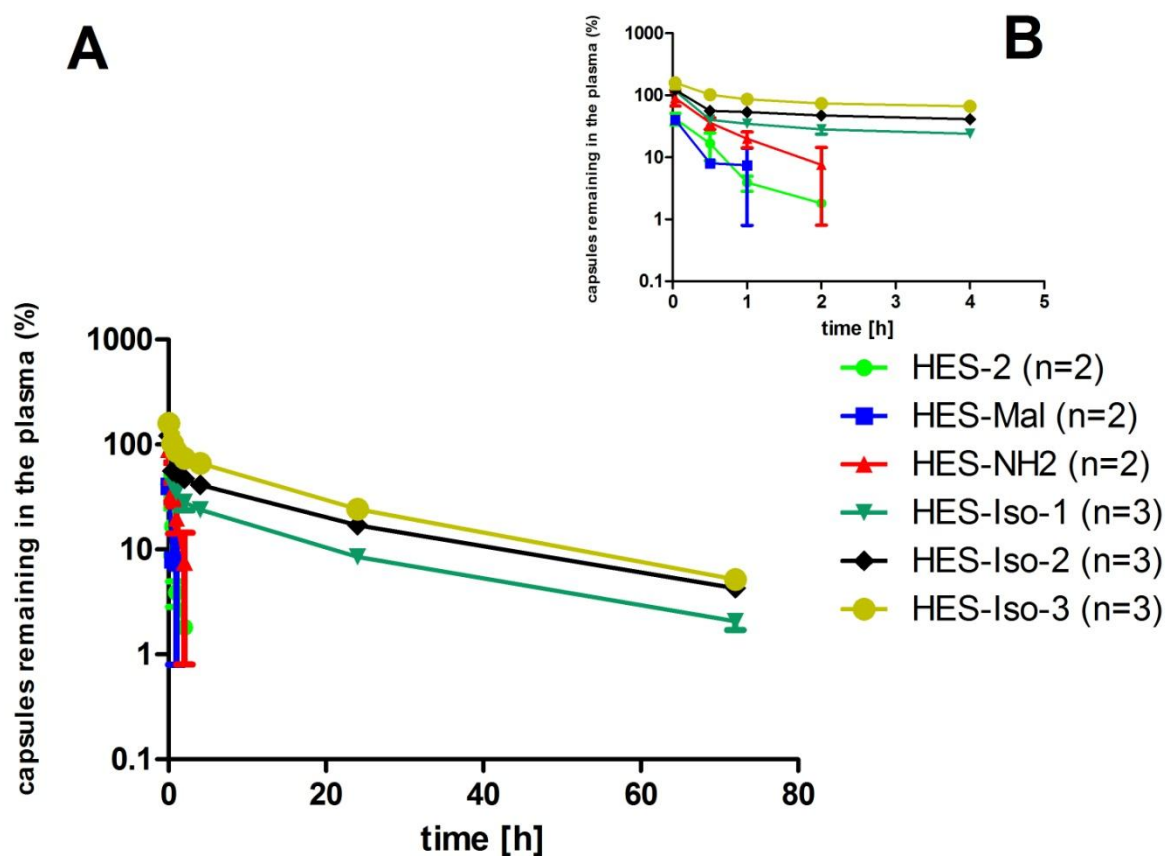 A
B
capsules remaining in the plasma (%)
1000
100
10
1
0.1
0
1
2
3
4
5
time [h]
capsules remaining in the plasma (%)
1000
100
10
1
0.1
0
20
40
60
80
time [h]
HES-2 (n=2)
HES-Mal (n=2)
HES-NH2 (n=2)
HES-Iso-1 (n=3)
HES-Iso-2 (n=3)
HES-Iso-3 (n=3)